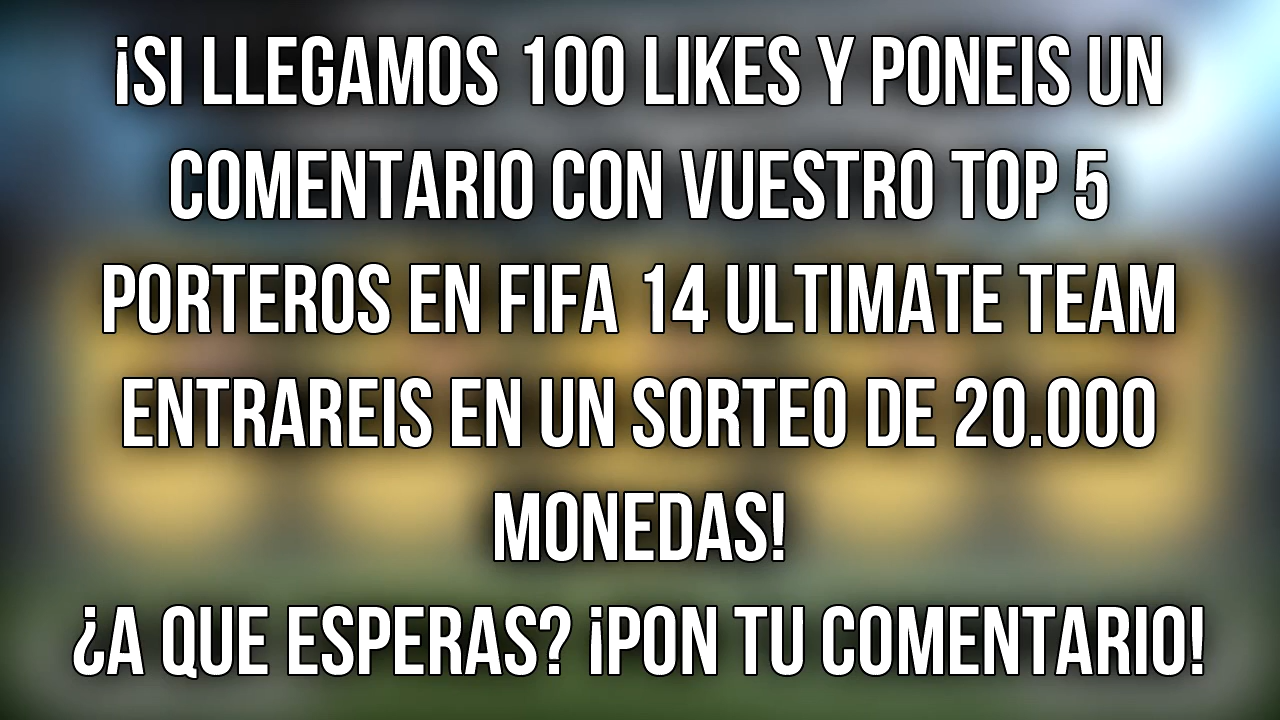 ¡SI LLEGAMOS 100 LIKES Y PONEIS UN
COMENTARIO CON VUESTRO TOP 5
PORTEROS EN FIFA 14 ULTIMATE TEAM
ENTRAREIS EN UN SORTEO DE 20.000
MONEDAS!
¿A QUE ESPERAS? ¡PON TU COMENTARIO!